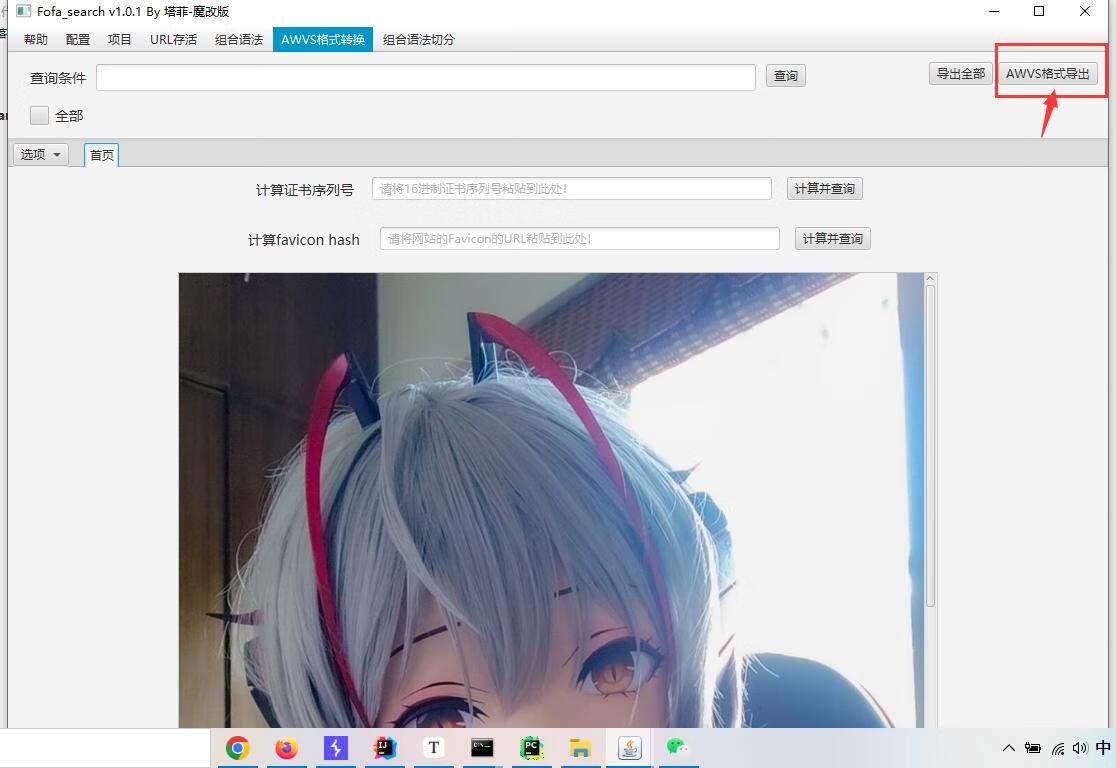 Fofa_search v1.0.1 By 塔菲-魔改版
帮助 配置 项目 URL存活 组合语法 AWVS格式转换 组合语法切分
查询条件 查询 导出全部 AWVS格式导出
全部
选项 首页
计算证书序列号 请将16进制证书序列号粘贴到此处! 计算并查询
计算favicon hash 请将网站的Favicon的URL粘贴到此处! 计算并查询
IJ T C:\_ PC 中